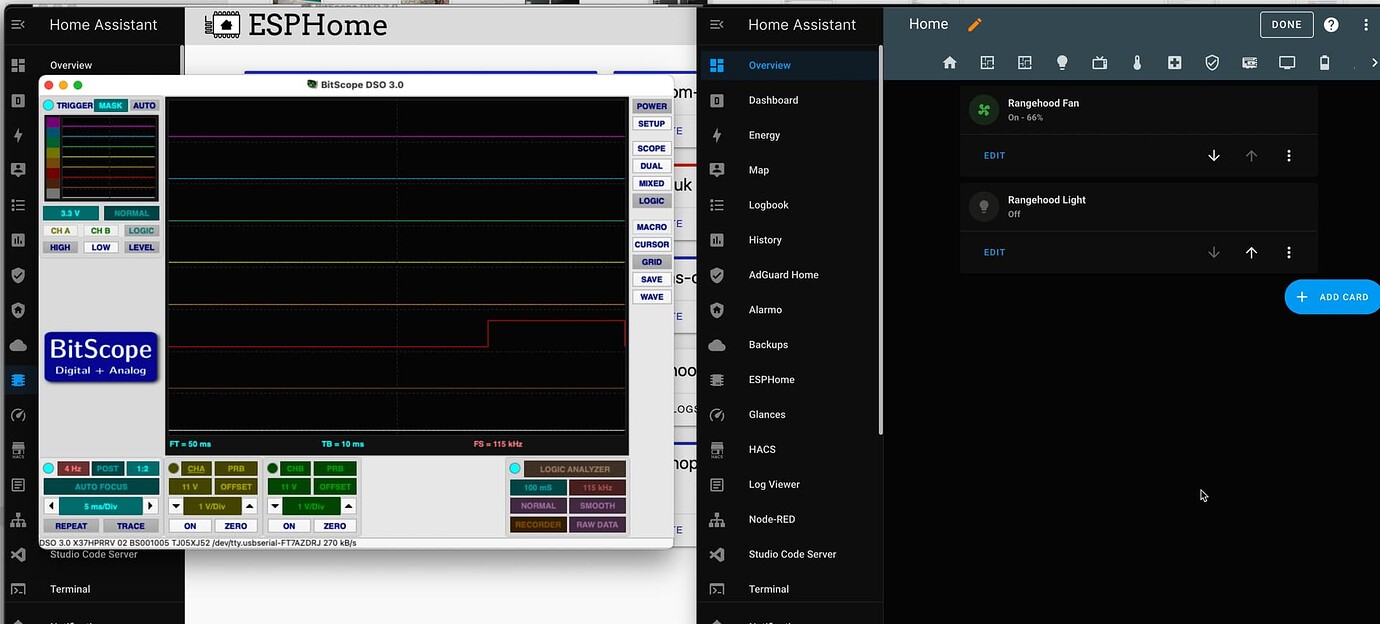 Home Assistant
Overview
ESPHome
BitScope DSO 3.0
TRIGGER MASK AUTO
3.3 V NORMAL
CH A CH B LOGIC
HIGH LOW LEVEL
BitScope
Digital + Analog
POWER
SETUP
SCOPE
DUAL
MIXED
LOGIC
MACRO
CURSOR
GRID
SAVE
WAVE
FT = 50 ms TB = 10 ms FS = 115 kHz
4 Hz POST 1:2
AUTO FOCUS
5 ms/Div
REPEAT TRACE
CHA PRB
11 V OFFSET
1 V/Div
ON ZERO
CHB PRB
11 V OFFSET
1 V/Div
ON ZERO
LOGIC ANALYZER
100 mS 115 kHz
NORMAL SMOOTH
RECORDER RAW DATA
DSO 3.0 X37HPRRV 02 BS001005 TJ05XJ52 /dev/tty.usbserial-FT7AZDRJ 270 kB/s
Studio Code Server
Terminal
HACS
om-
TE
uk
TE
s-c
TE
hoo
LOGS
hop
TE
Home Assistant
Overview
Dashboard
Energy
Map
Logbook
History
AdGuard Home
Alarmo
Backups
ESPHome
Glances
HACS
HACS
Log Viewer
Node-RED
Studio Code Server
Terminal
Home
DONE
Rangehood Fan
On - 66%
EDIT
Rangehood Light
Off
EDIT
ADD CARD